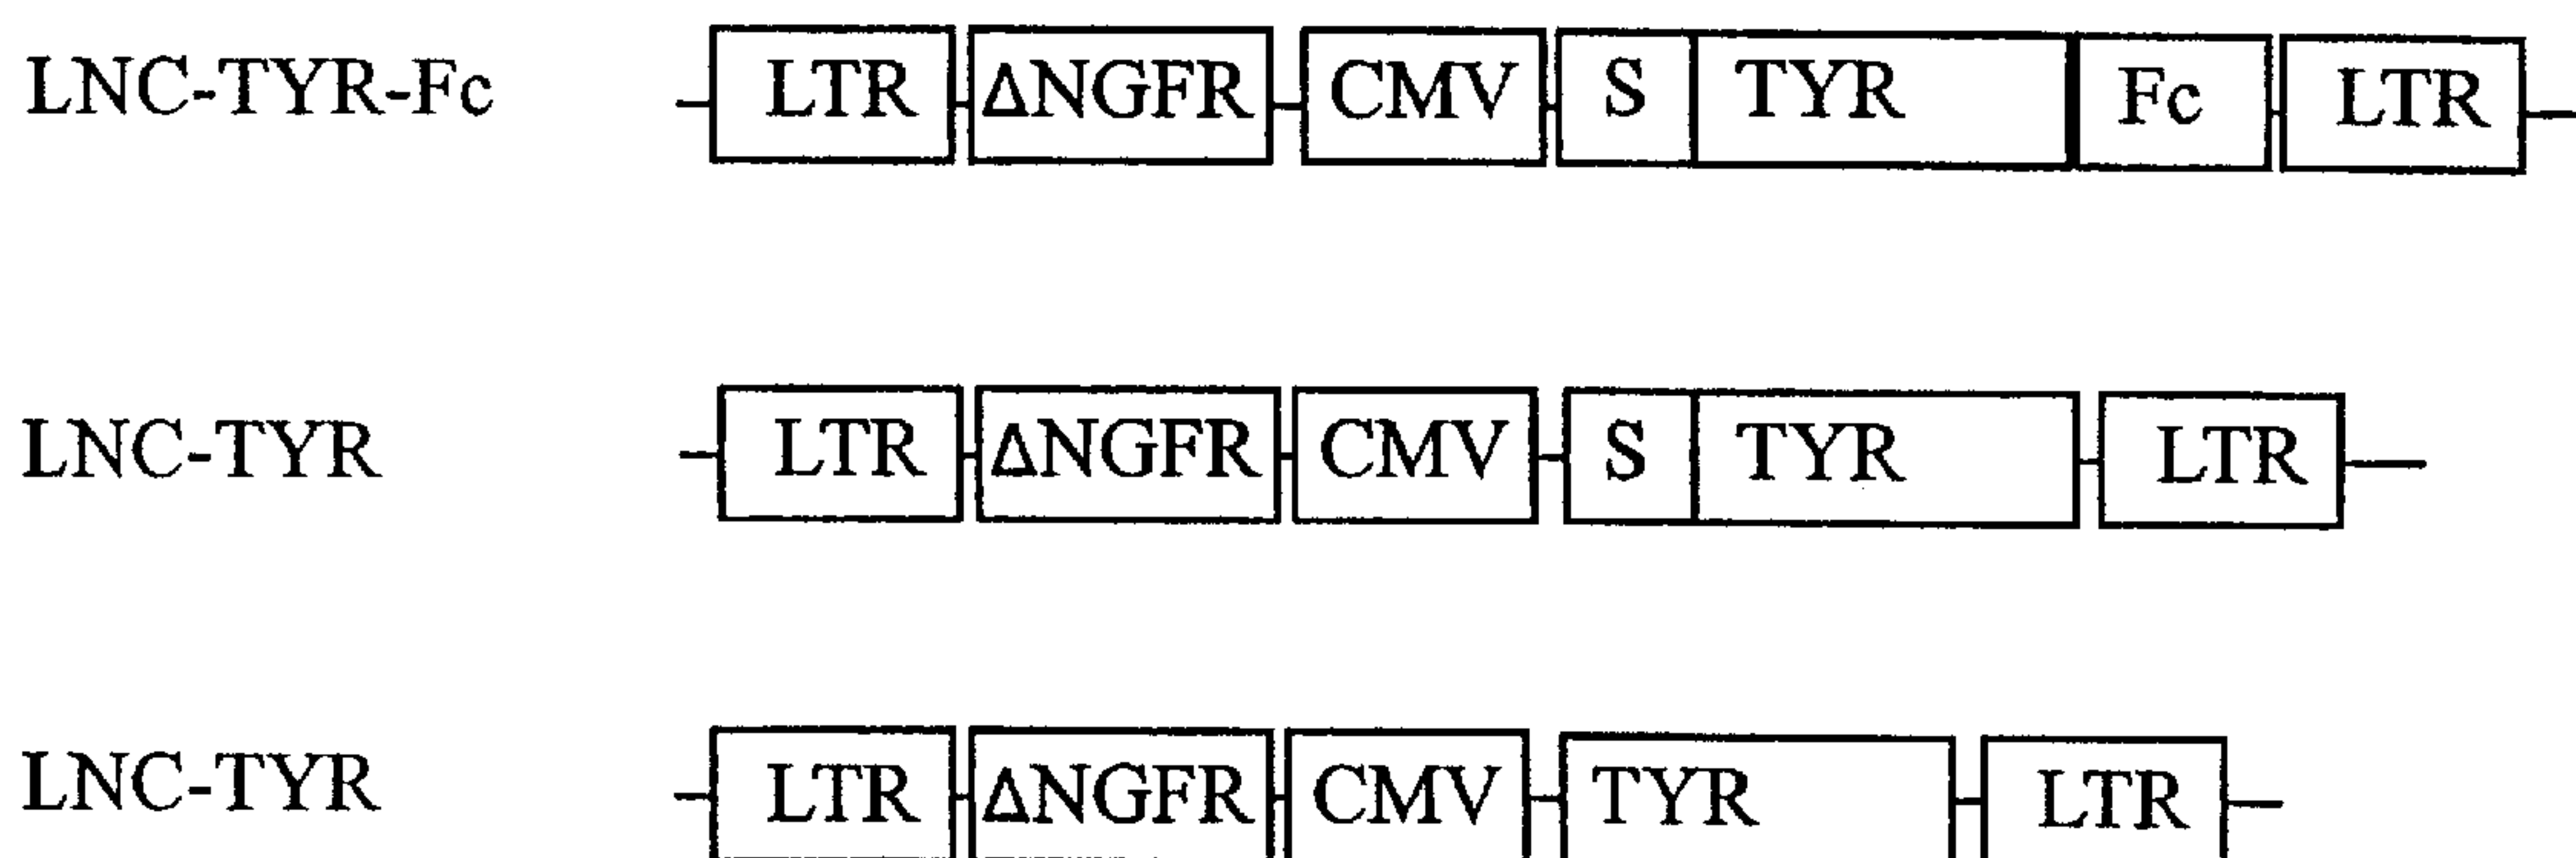 LNC-TYR-Fc LTR ΔNGFR CMV S TYR Fc LTR
LNC-TYR LTR ΔNGFR CMV S TYR LTR
LNC-TYR LTR ΔNGFR CMV TYR LTR